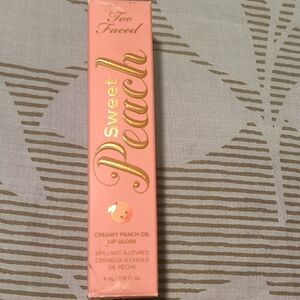 Too
Faced
Sweet
Peach
CREAMY PEACH OIL
LIP GLOSS
BRILLANT À LÈVRES
CRÉMEUX À L'HUILE
DE PÊCHE